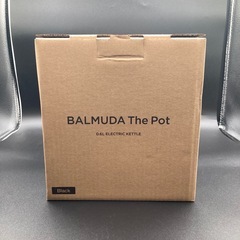 BALMUDA The Pot
0.6L ELECTRIC KETTLE
Black